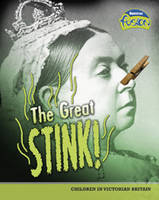 fusion
The Great
STINK!
CHILDREN IN VICTORIAN BRITAIN